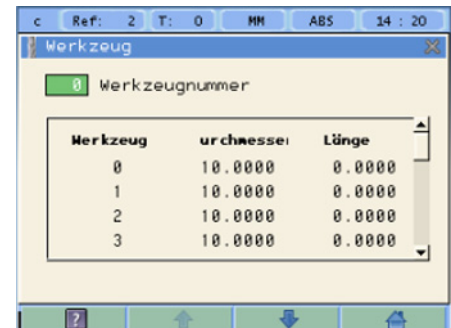 c Ref: 2 T: 0 MM ABS 14 : 20
Werkzeug
0 Werkzeugnummer
Werkzeug urchmesse Länge
0 10.0000 0.0000
1 10.0000 0.0000
2 10.0000 0.0000
3 10.0000 0.0000
?